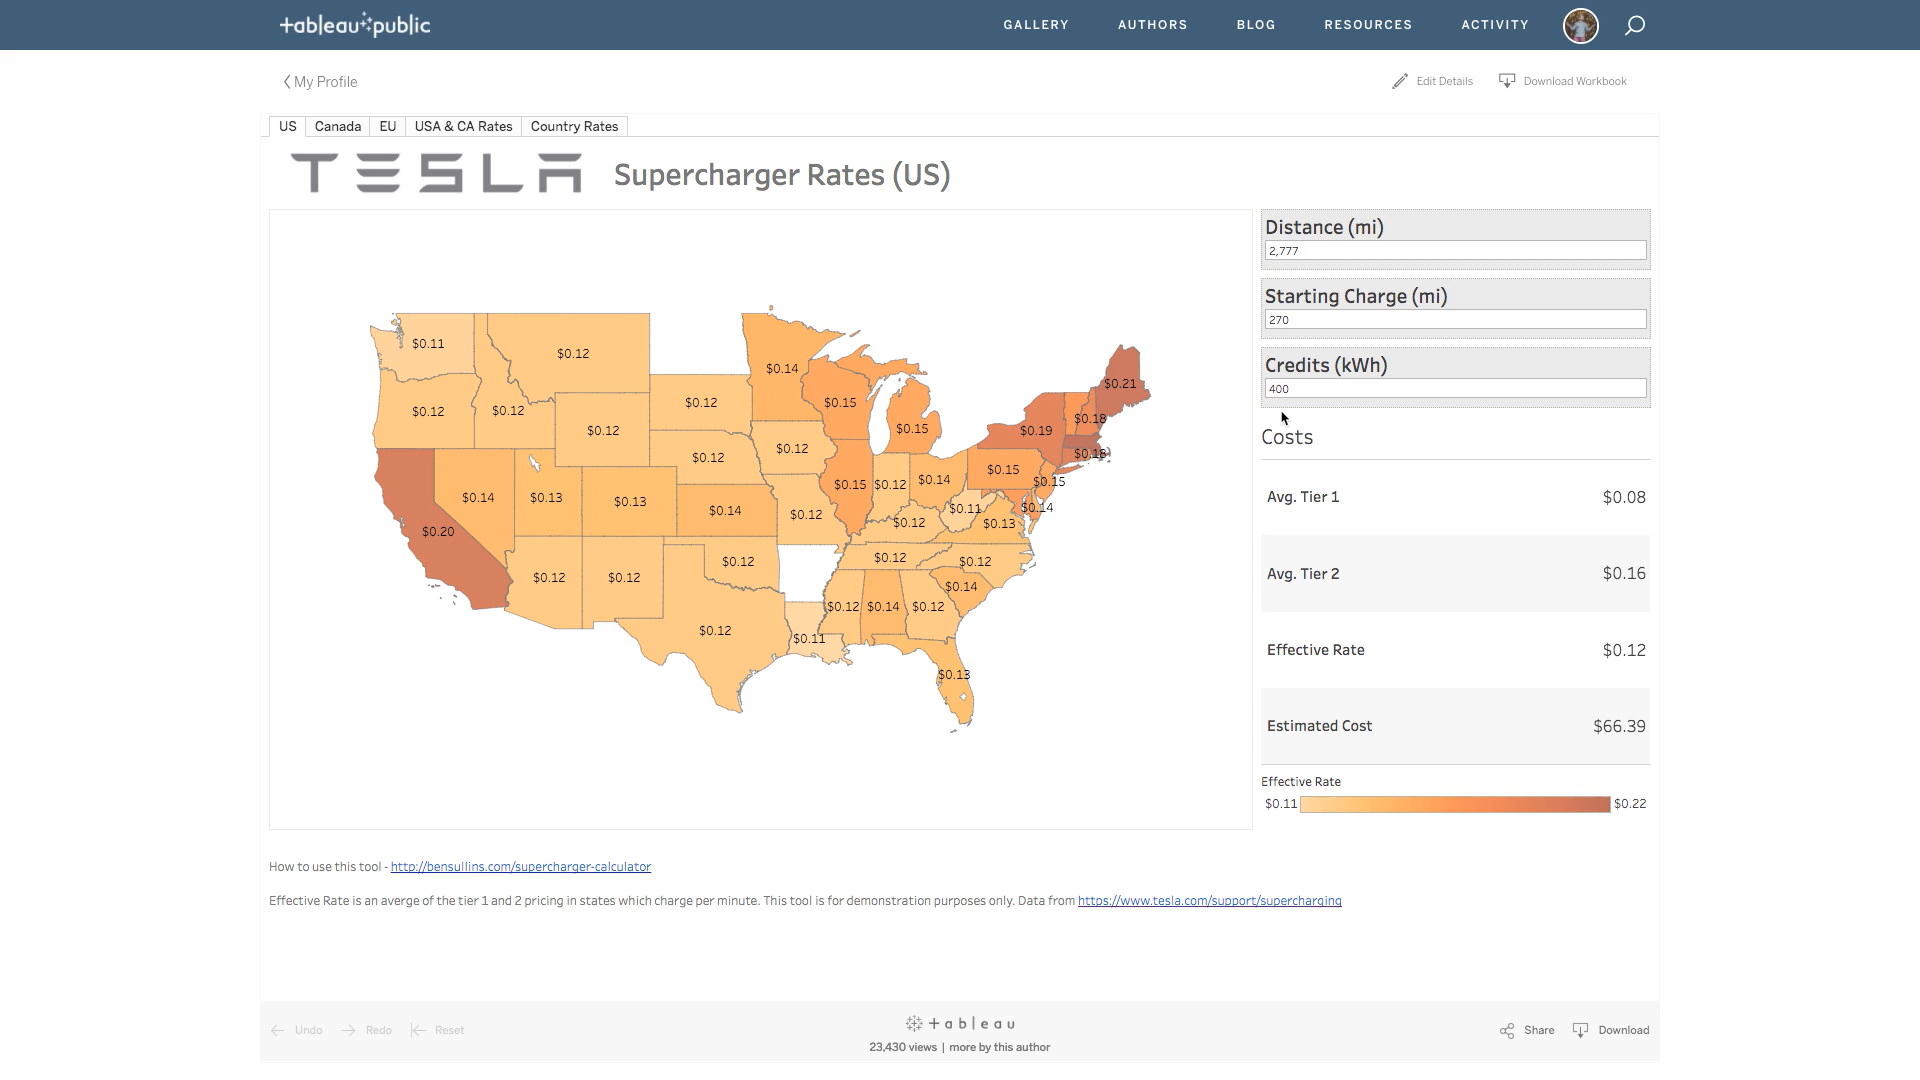 +ableau public
GALLERY AUTHORS BLOG RESOURCES ACTIVITY
My Profile
Edit Details
Download Workbook
US Canada EU USA & CA Rates Country Rates
TESLA Supercharger Rates (US)
Distance (mi)
2,777
Starting Charge (mi)
270
Credits (kWh)
400
Costs
Avg. Tier 1 $0.08
Avg. Tier 2 $0.16
Effective Rate $0.12
Estimated Cost $66.39
Effective Rate
$0.11 $0.22
$0.11
$0.12
$0.14
$0.21
$0.12
$0.12
$0.12
$0.15
$0.18
$0.12
$0.15
$0.19
$0.12
$0.12
$0.18
$0.15
$0.14
$0.13
$0.13
$0.15
$0.12
$0.14
$0.15
$0.20
$0.14
$0.12
$0.11
$0.14
$0.12
$0.13
$0.12
$0.12
$0.12
$0.12
$0.12
$0.14
$0.12
$0.12
$0.14
$0.12
$0.11
$0.13
How to use this tool - http://bensullins.com/supercharger-calculator
Effective Rate is an averge of the tier 1 and 2 pricing in states which charge per minute. This tool is for demonstration purposes only. Data from https://www.tesla.com/support/supercharging
Undo Redo Reset
+ableau
23,430 views | more by this author
Share Download